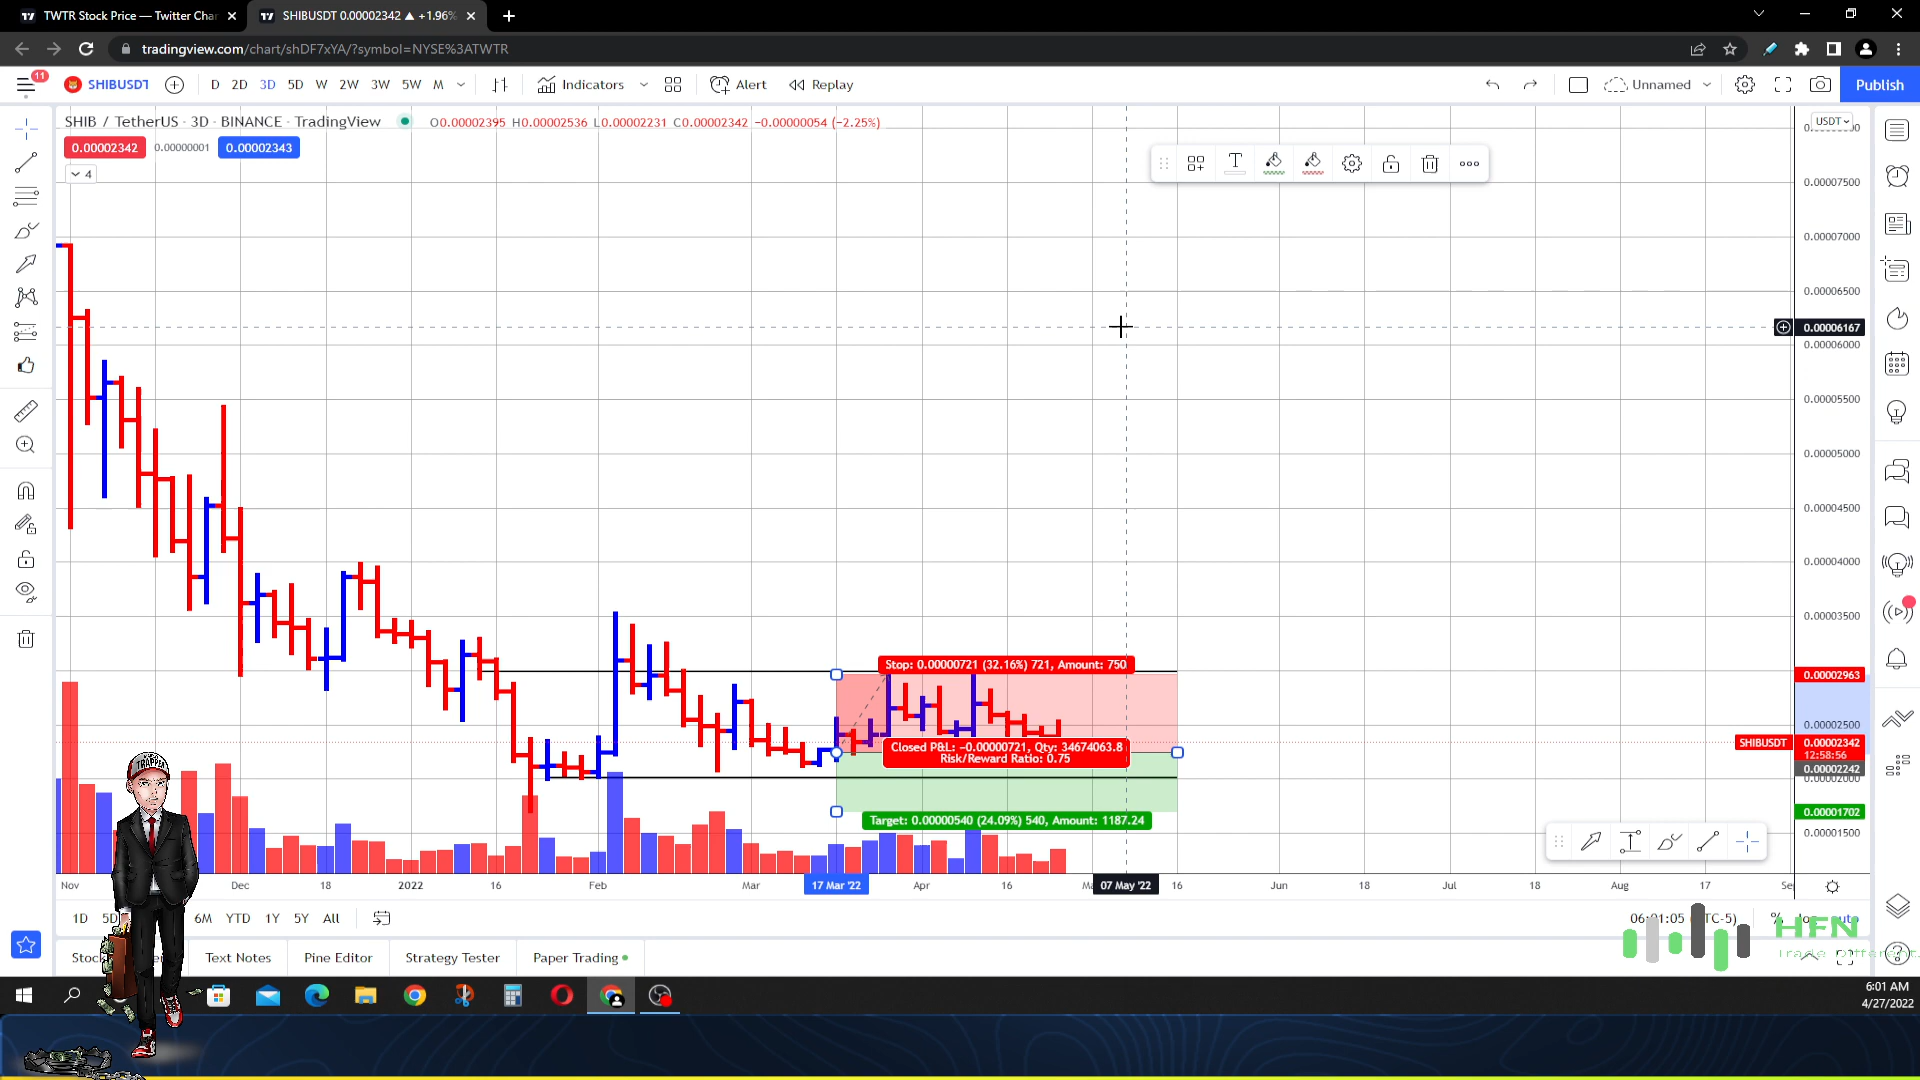 TWTR Stock Price — Twitter Char
SHIBUSDT 0.00002342 ▲ +1.96%
tradingview.com/chart/shDF7xYA/?symbol=NYSE%3ATWTR
11
SHIBUSDT
D 2D 3D 5D W 2W 3W 5W M
Indicators
Alert
Replay
Unnamed
Publish
SHIB / TetherUS · 3D · BINANCE · TradingView
O0.00002395 H0.00002536 L0.00002231 C0.00002342 −0.00000054 (−2.25%)
USDT
0.00002342
0.00000001
0.00002343
4
0.00007500
0.00007000
0.00006500
0.00006167
0.00006000
0.00005500
0.00005000
0.00004500
0.00004000
0.00003500
Stop: 0.00000721 (32.16%) 721, Amount: 750
0.00002963
0.00002500
SHIBUSDT
0.00002342
12:58:56
Closed P&L: −0.00000721, Qty: 34674063.8
Risk/Reward Ratio: 0.75
0.00002242
0.00002000
Target: 0.00000540 (24.09%) 540, Amount: 1187.24
0.00001702
0.00001500
TRAPPER
Nov
Dec
18
2022
16
Feb
Mar
17 Mar '22
Apr
16
07 May '22
16
Jun
18
Jul
18
Aug
17
1D
6M YTD 1Y 5Y All
%
HFN
Trade Different.
Text Notes
Pine Editor
Strategy Tester
Paper Trading
6:01 AM
4/27/2022